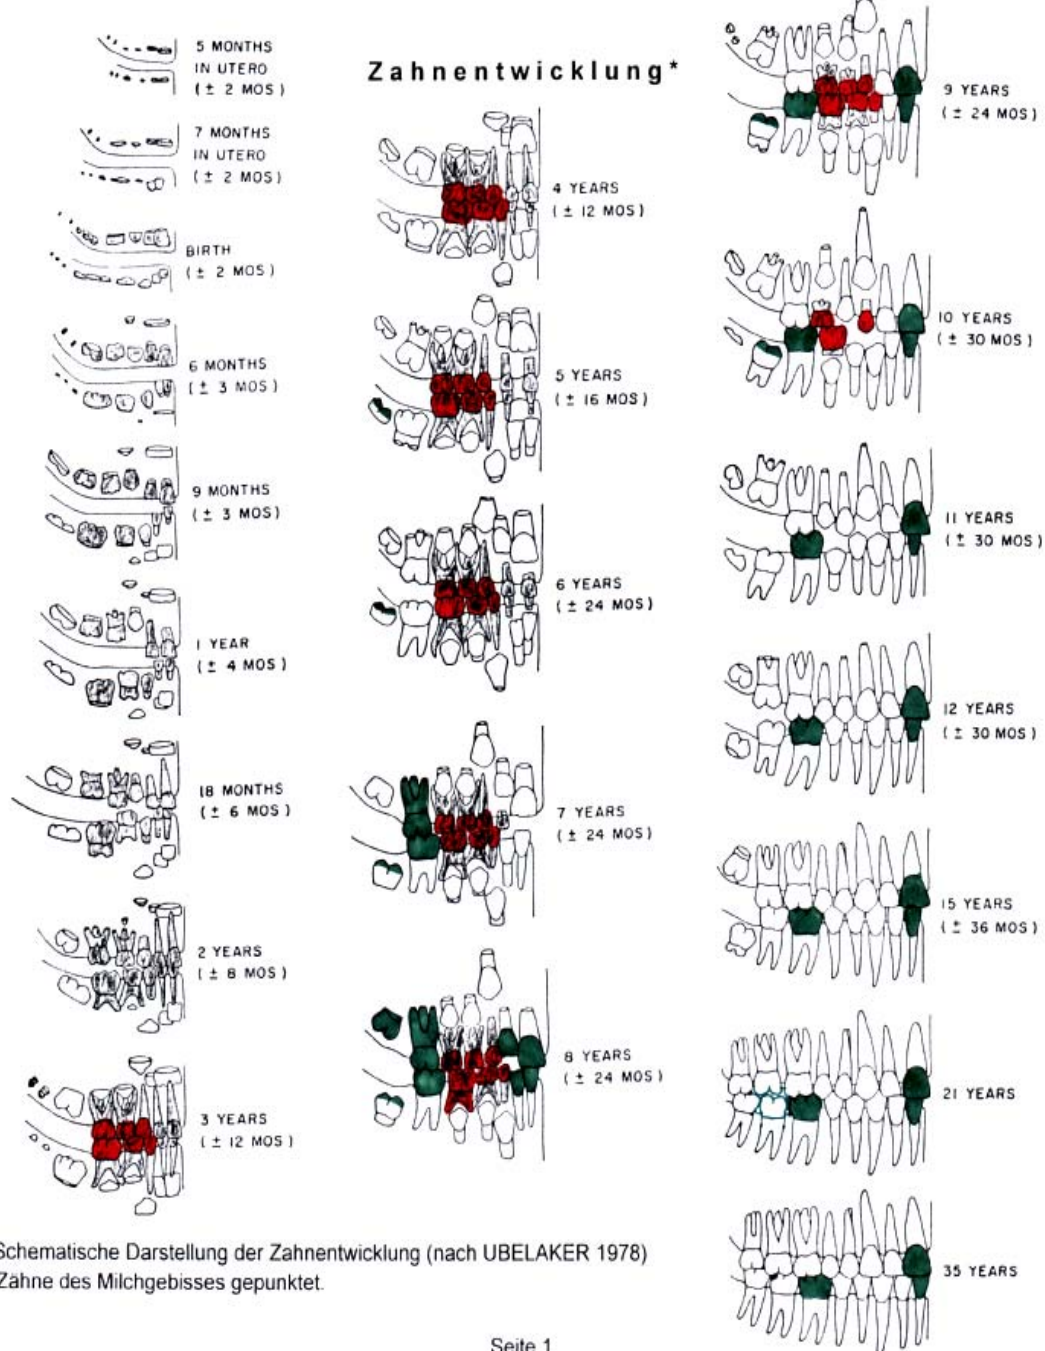 Zahnentwicklung*
5 MONTHS
IN UTERO
(± 2 MOS)
7 MONTHS
IN UTERO
(± 2 MOS)
BIRTH
(± 2 MOS)
6 MONTHS
(± 3 MOS)
9 MONTHS
(± 3 MOS)
1 YEAR
(± 4 MOS)
18 MONTHS
(± 6 MOS)
2 YEARS
(± 8 MOS)
3 YEARS
(± 12 MOS)
4 YEARS
(± 12 MOS)
5 YEARS
(± 16 MOS)
6 YEARS
(± 24 MOS)
7 YEARS
(± 24 MOS)
8 YEARS
(± 24 MOS)
9 YEARS
(± 24 MOS)
10 YEARS
(± 30 MOS)
11 YEARS
(± 30 MOS)
12 YEARS
(± 30 MOS)
15 YEARS
(± 36 MOS)
21 YEARS
35 YEARS
Schematische Darstellung der Zahnentwicklung (nach UBELAKER 1978)
Zähne des Milchgebisses gepunktet.
Seite 1